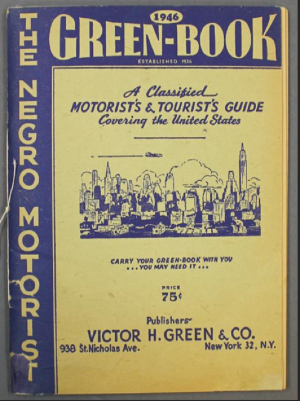 THE NEGRO MOTORIST
1946
GREEN-BOOK
ESTABLISHED 1936
A Classified
MOTORIST'S & TOURIST'S GUIDE
Covering the United States
CARRY YOUR GREEN-BOOK WITH YOU
...YOU MAY NEED IT...
PRICE
75¢
Publishers
VICTOR H. GREEN & CO.
938 St. Nicholas Ave. New York 32, N.Y.